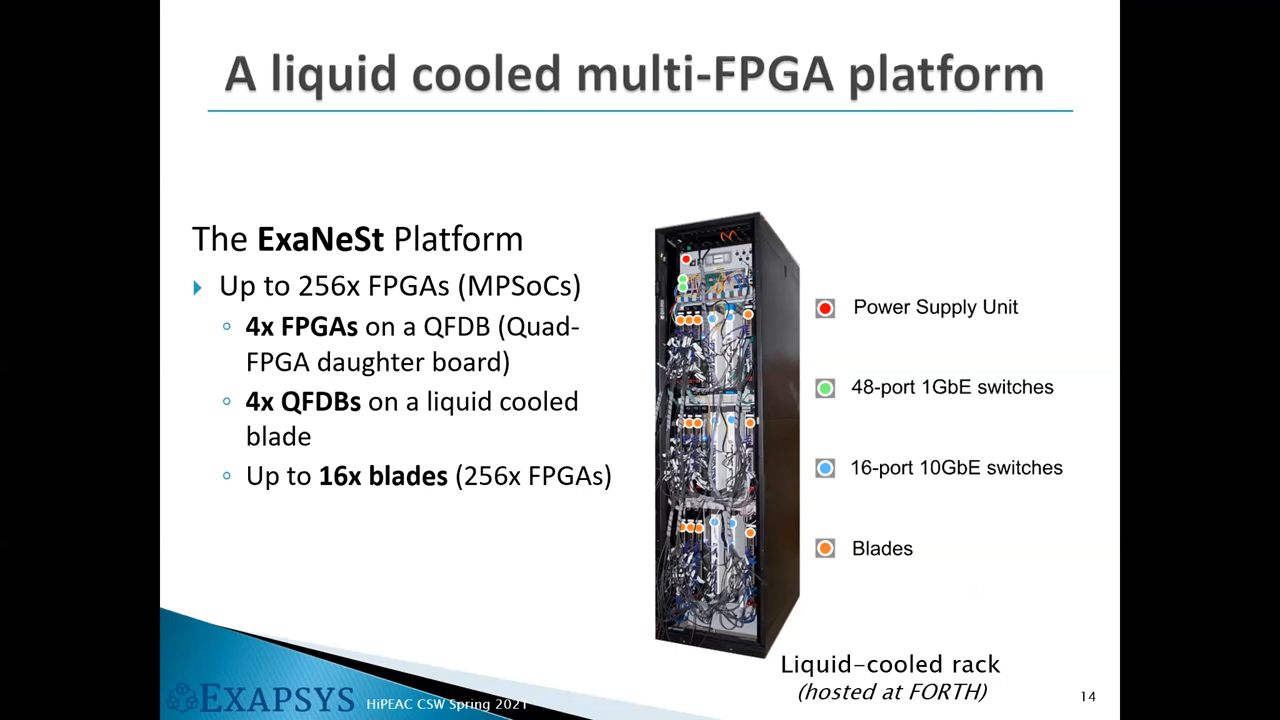 A liquid cooled multi-FPGA platform
The ExaNeSt Platform
Up to 256x FPGAs (MPSoCs)
4x FPGAs on a QFDB (Quad-
FPGA daughter board)
4x QFDBs on a liquid cooled
blade
Up to 16x blades (256x FPGAs)
Power Supply Unit
48-port 1GbE switches
16-port 10GbE switches
Blades
Liquid-cooled rack
(hosted at FORTH)
EXAPSYS
HiPEAC CSW Spring 2021
14